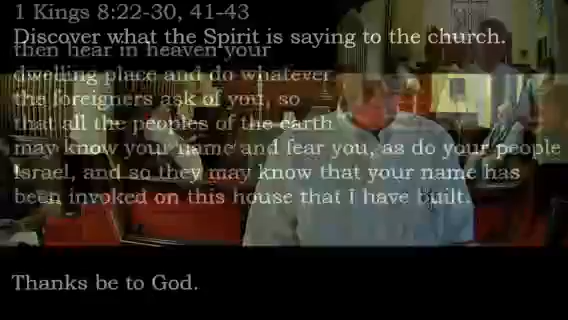 1 Kings 8:22-30, 41-43
Discover what the Spirit is saying to the church.
then hear in heaven your
dwelling place and do whatever
the foreigners ask of you, so
that all the peoples of the earth
may know your name and fear you, as do your people
Israel, and so they may know that your name has
been invoked on this house that I have built.
Thanks be to God.